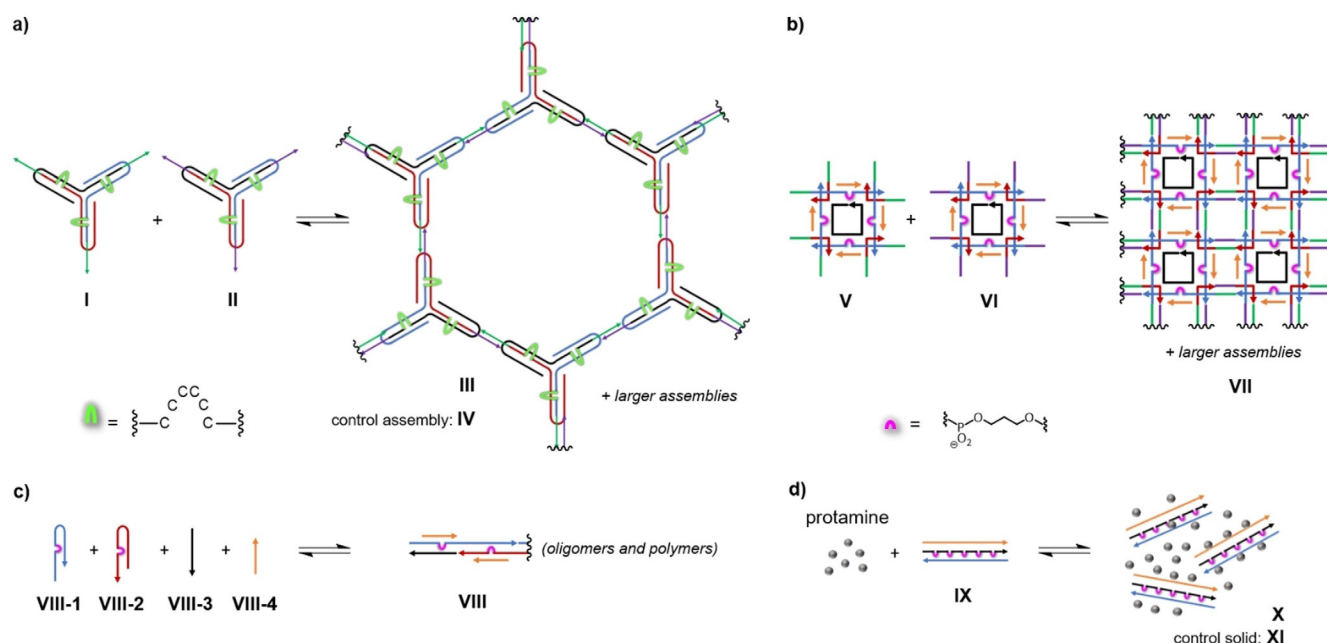 a)
b)
I
+
II
III
control assembly: IV
+ larger assemblies
=
C
C
CC
C
C
V
+
VI
VII
+ larger assemblies
=
P
O
O
O2
⊖
c)
VIII-1
+
VIII-2
+
VIII-3
+
VIII-4
VIII
(oligomers and polymers)
d)
protamine
+
IX
X
control solid: XI